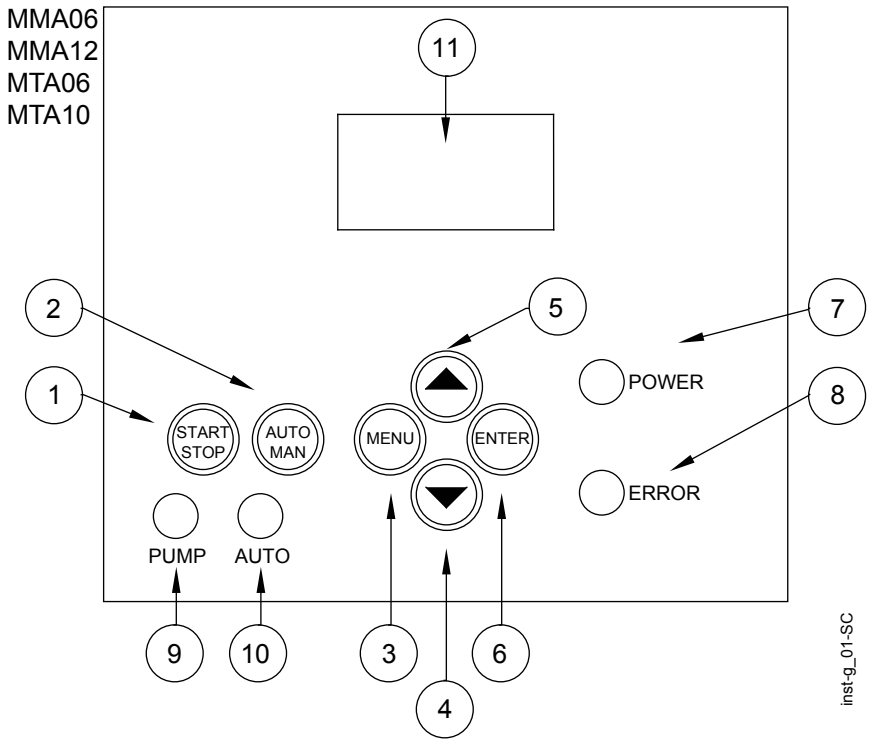 MMA06
MMA12
MTA06
MTA10
11
2
5
7
1
8
START
STOP
AUTO
MAN
MENU
ENTER
POWER
ERROR
PUMP
AUTO
9
10
3
6
4
inst-g_01-SC